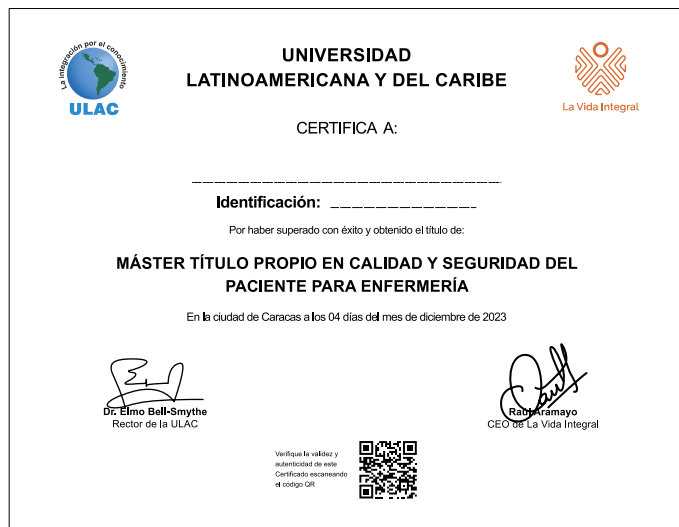 La integración por el conocimiento
ULAC
UNIVERSIDAD
LATINOAMERICANA Y DEL CARIBE
La Vida Integral
CERTIFICA A:
Identificación:
Por haber superado con éxito y obtenido el título de:
MÁSTER TÍTULO PROPIO EN CALIDAD Y SEGURIDAD DEL
PACIENTE PARA ENFERMERÍA
En la ciudad de Caracas a los 04 días del mes de diciembre de 2023
Dr. Elmo Bell-Smythe
Rector de la ULAC
Raúl Aramayo
CEO de La Vida Integral
Verifique la validez y
autenticidad de este
Certificado escaneando
el código QR